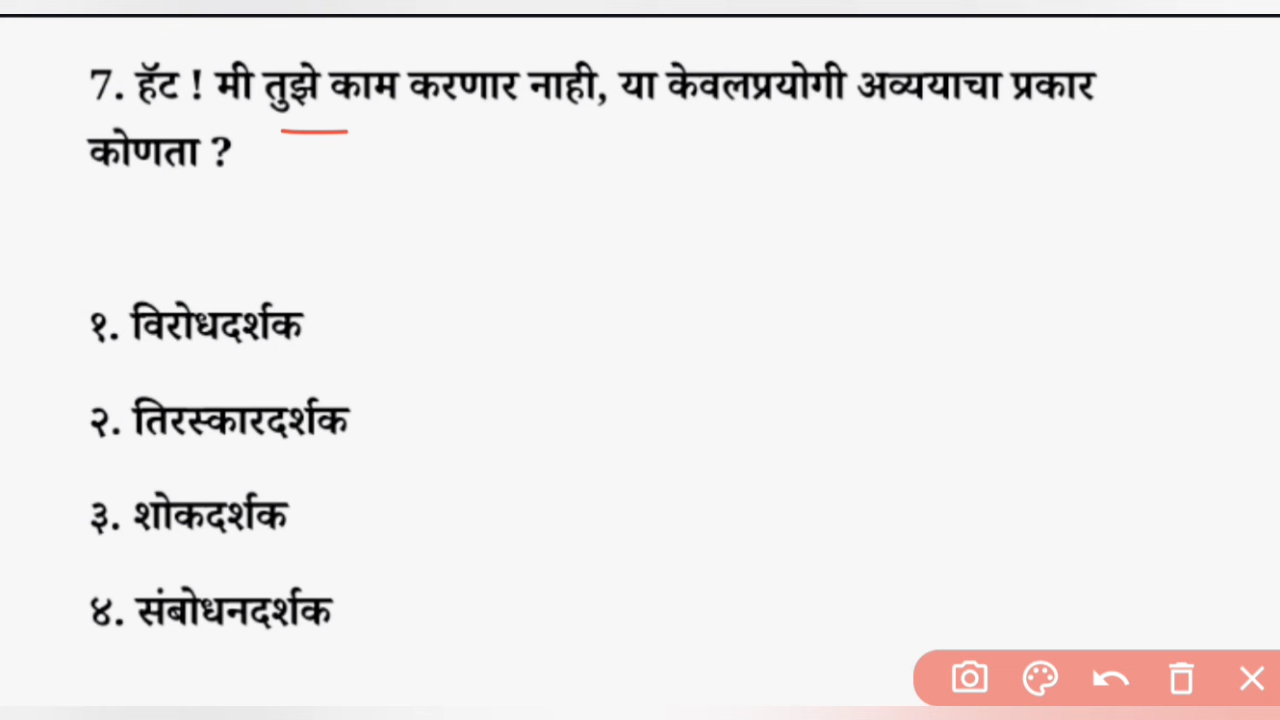 7. हॅट ! मी तुझे काम करणार नाही, या केवलप्रयोगी अव्ययाचा प्रकार
कोणता ?
१. विरोधदर्शक
२. तिरस्कारदर्शक
३. शोकदर्शक
४. संबोधनदर्शक